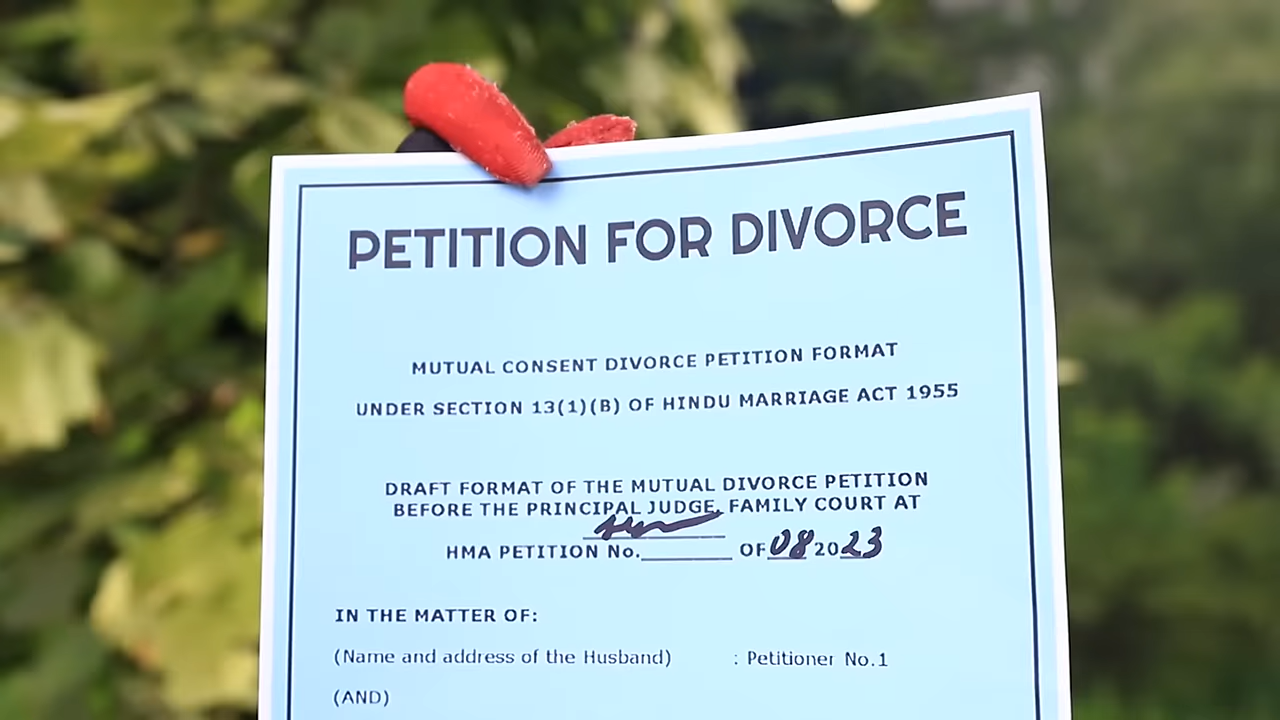 PETITION FOR DIVORCE
MUTUAL CONSENT DIVORCE PETITION FORMAT
UNDER SECTION 13(1)(B) OF HINDU MARRIAGE ACT 1955
DRAFT FORMAT OF THE MUTUAL DIVORCE PETITION
BEFORE THE PRINCIPAL JUDGE, FAMILY COURT AT
HMA PETITION No.________ OF 08 2023
IN THE MATTER OF:
(Name and address of the Husband) : Petitioner No.1
(AND)